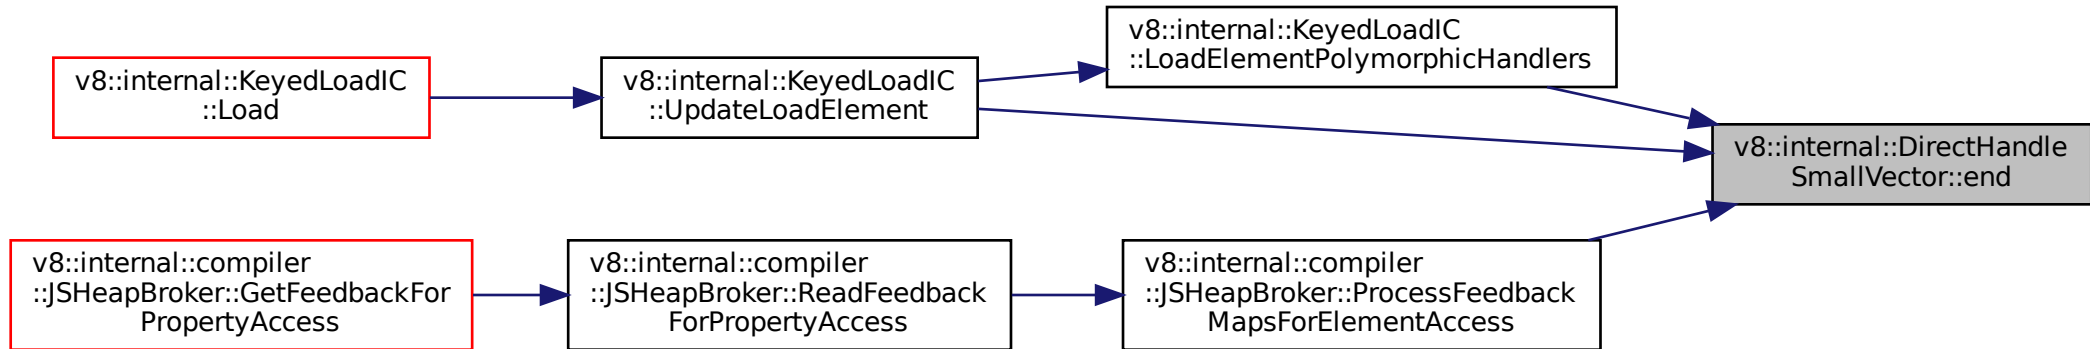 v8::internal::KeyedLoadIC
::LoadElementPolymorphicHandlers
v8::internal::KeyedLoadIC
::Load
v8::internal::KeyedLoadIC
::UpdateLoadElement
v8::internal::DirectHandle
SmallVector::end
v8::internal::compiler
::JSHeapBroker::GetFeedbackFor
PropertyAccess
v8::internal::compiler
::JSHeapBroker::ReadFeedback
ForPropertyAccess
v8::internal::compiler
::JSHeapBroker::ProcessFeedback
MapsForElementAccess